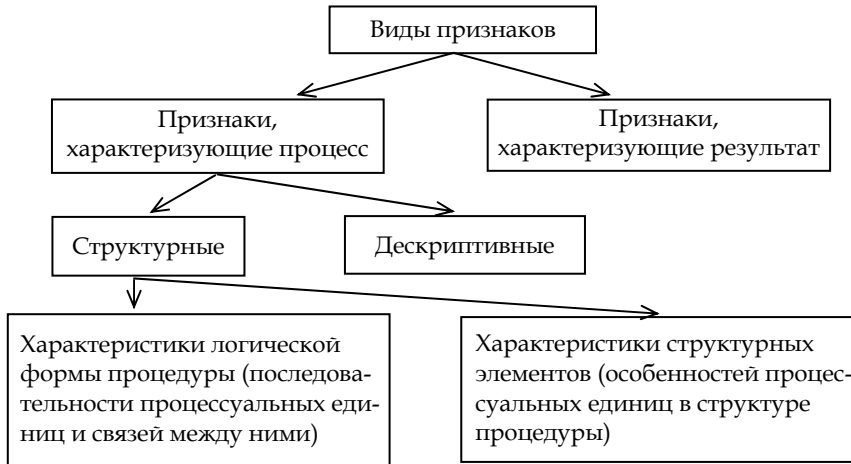 Виды признаков
Признаки,
характеризующие процесс
Признаки,
характеризующие результат
Структурные
Дескриптивные
Характеристики логической
формы процедуры (последова-
тельности процессуальных еди-
ниц и связей между ними)
Характеристики структурных
элементов (особенностей процес-
суальных единиц в структуре
процедуры)